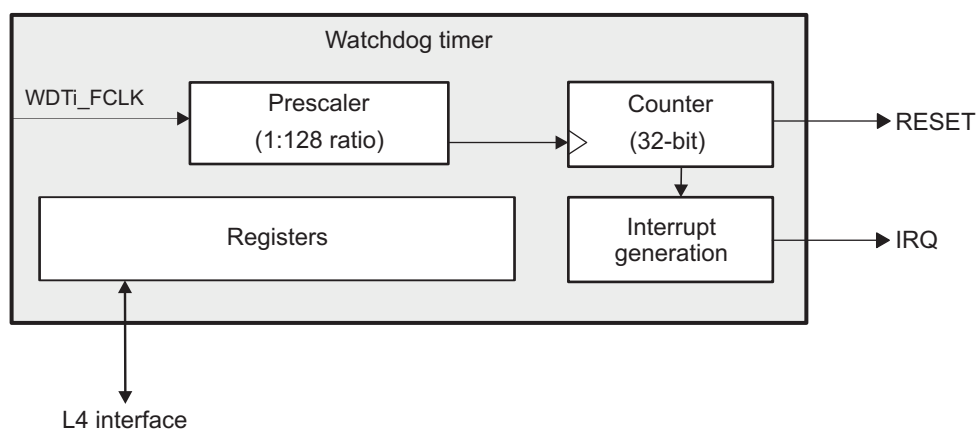 Watchdog timer
WDTi_FCLK
Prescaler
(1:128 ratio)
Counter
(32-bit)
RESET
Registers
Interrupt
generation
IRQ
L4 interface